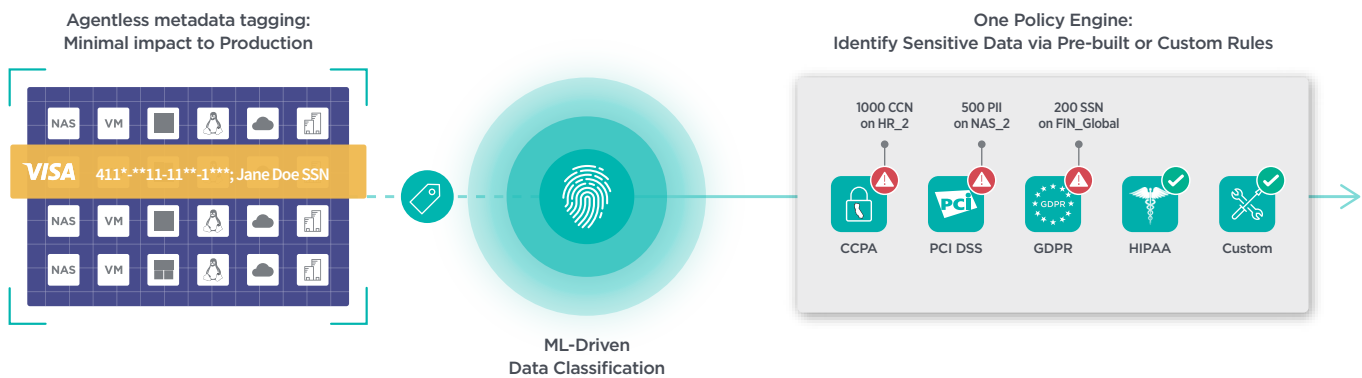 Agentless metadata tagging:
Minimal impact to Production
NAS VM
VISA 411*-**11-11**-1***; Jane Doe SSN
NAS VM
NAS VM
ML-Driven
Data Classification
One Policy Engine:
Identify Sensitive Data via Pre-built or Custom Rules
1000 CCN
on HR_2
500 PII
on NAS_2
200 SSN
on FIN_Global
PCI
GDPR
CCPA
PCI DSS
GDPR
HIPAA
Custom